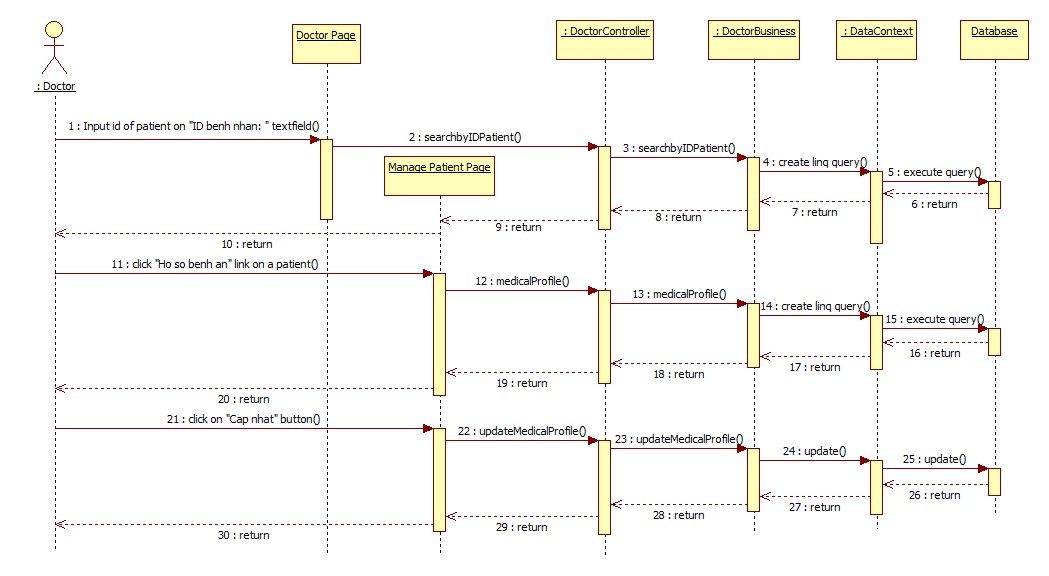 Doctor Page
: DoctorController
: DoctorBusiness
: DataContext
Database
: Doctor
1 : Input id of patient on "ID benh nhan: " textfield()
2 : searchbyIDPatient()
3 : searchbyIDPatient()
4 : create linq query()
5 : execute query()
Manage Patient Page
6 : return
7 : return
8 : return
9 : return
10 : return
11 : click "Ho so benh an" link on a patient()
12 : medicalProfile()
13 : medicalProfile()
14 : create linq query()
15 : execute query()
16 : return
17 : return
18 : return
19 : return
20 : return
21 : click on "Cap nhat" button()
22 : updateMedicalProfile()
23 : updateMedicalProfile()
24 : update()
25 : update()
26 : return
27 : return
28 : return
29 : return
30 : return